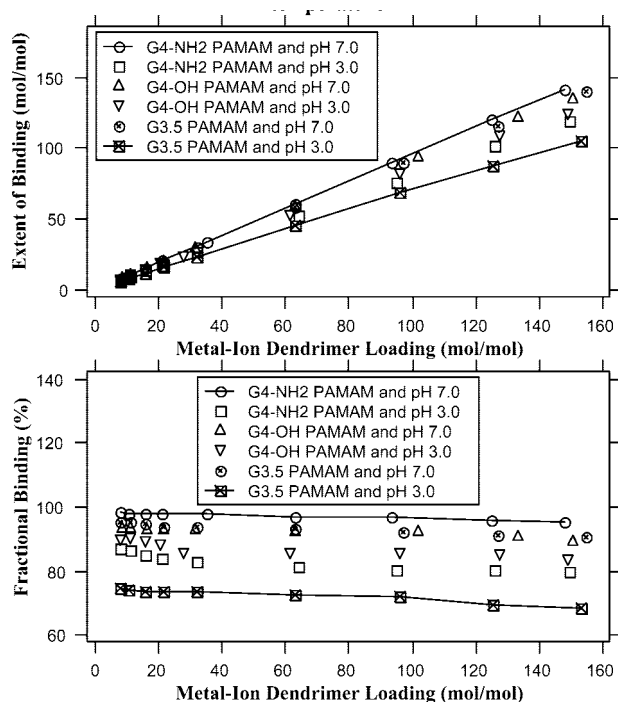 G4-NH2 PAMAM and pH 7.0
G4-NH2 PAMAM and pH 3.0
G4-OH PAMAM and pH 7.0
G4-OH PAMAM and pH 3.0
G3.5 PAMAM and pH 7.0
G3.5 PAMAM and pH 3.0
Extent of Binding (mol/mol)
150
100
50
0
0 20 40 60 80 100 120 140 160
Metal-Ion Dendrimer Loading (mol/mol)
G4-NH2 PAMAM and pH 7.0
G4-NH2 PAMAM and pH 3.0
G4-OH PAMAM and pH 7.0
G4-OH PAMAM and pH 3.0
G3.5 PAMAM and pH 7.0
G3.5 PAMAM and pH 3.0
Fractional Binding (%)
140
120
100
80
60
0 20 40 60 80 100 120 140 160
Metal-Ion Dendrimer Loading (mol/mol)